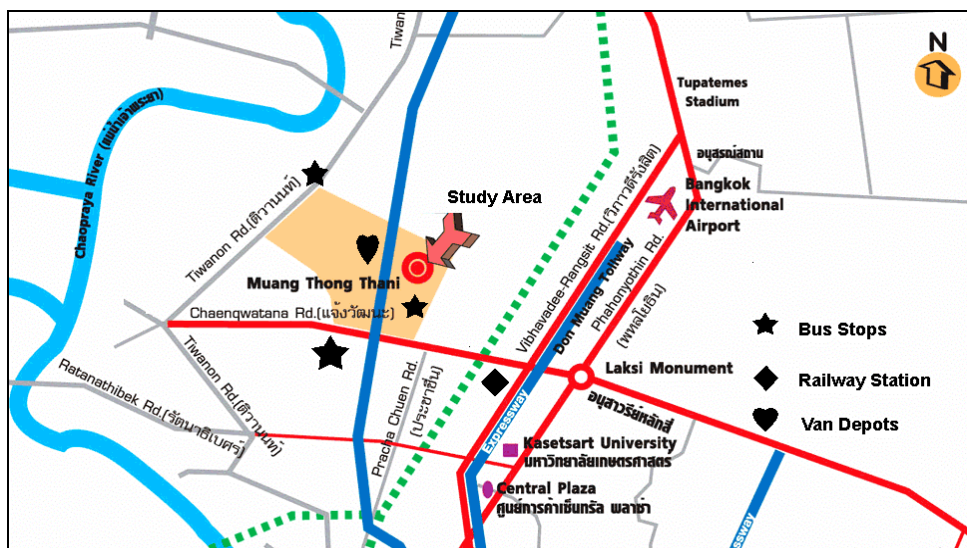 Tiwan
N
Tupatemes
Stadium
อนุสรณ์สถาน
Bangkok
International
Airport
Chaopraya River (แม่น้ำเจ้าพระยา)
Tiwanon Rd.(ติวานนท์)
Study Area
Muang Thong Thani
Chaenqwatana Rd.(แจ้งวัฒนะ)
Vibhavadee-Rangsit Rd.(วิภาวดีรังสิต)
Don Muang Tollway
Phahonyothin Rd.
(พหลโยธิน)
Laksi Monument
อนุสาวรีย์หลักสี่
Bus Stops
Railway Station
Van Depots
Tiwanon Rd.(ติวานนท์)
Ratanathibek Rd.(รัตนาธิเบศร์)
Pracha Chuen Rd.
(ประชาชื่น)
Expressway
Kasetsart University
มหาวิทยาลัยเกษตรศาสตร์
Central Plaza
ศูนย์การค้าเซ็นทรัล พลาซ่า
Expressway